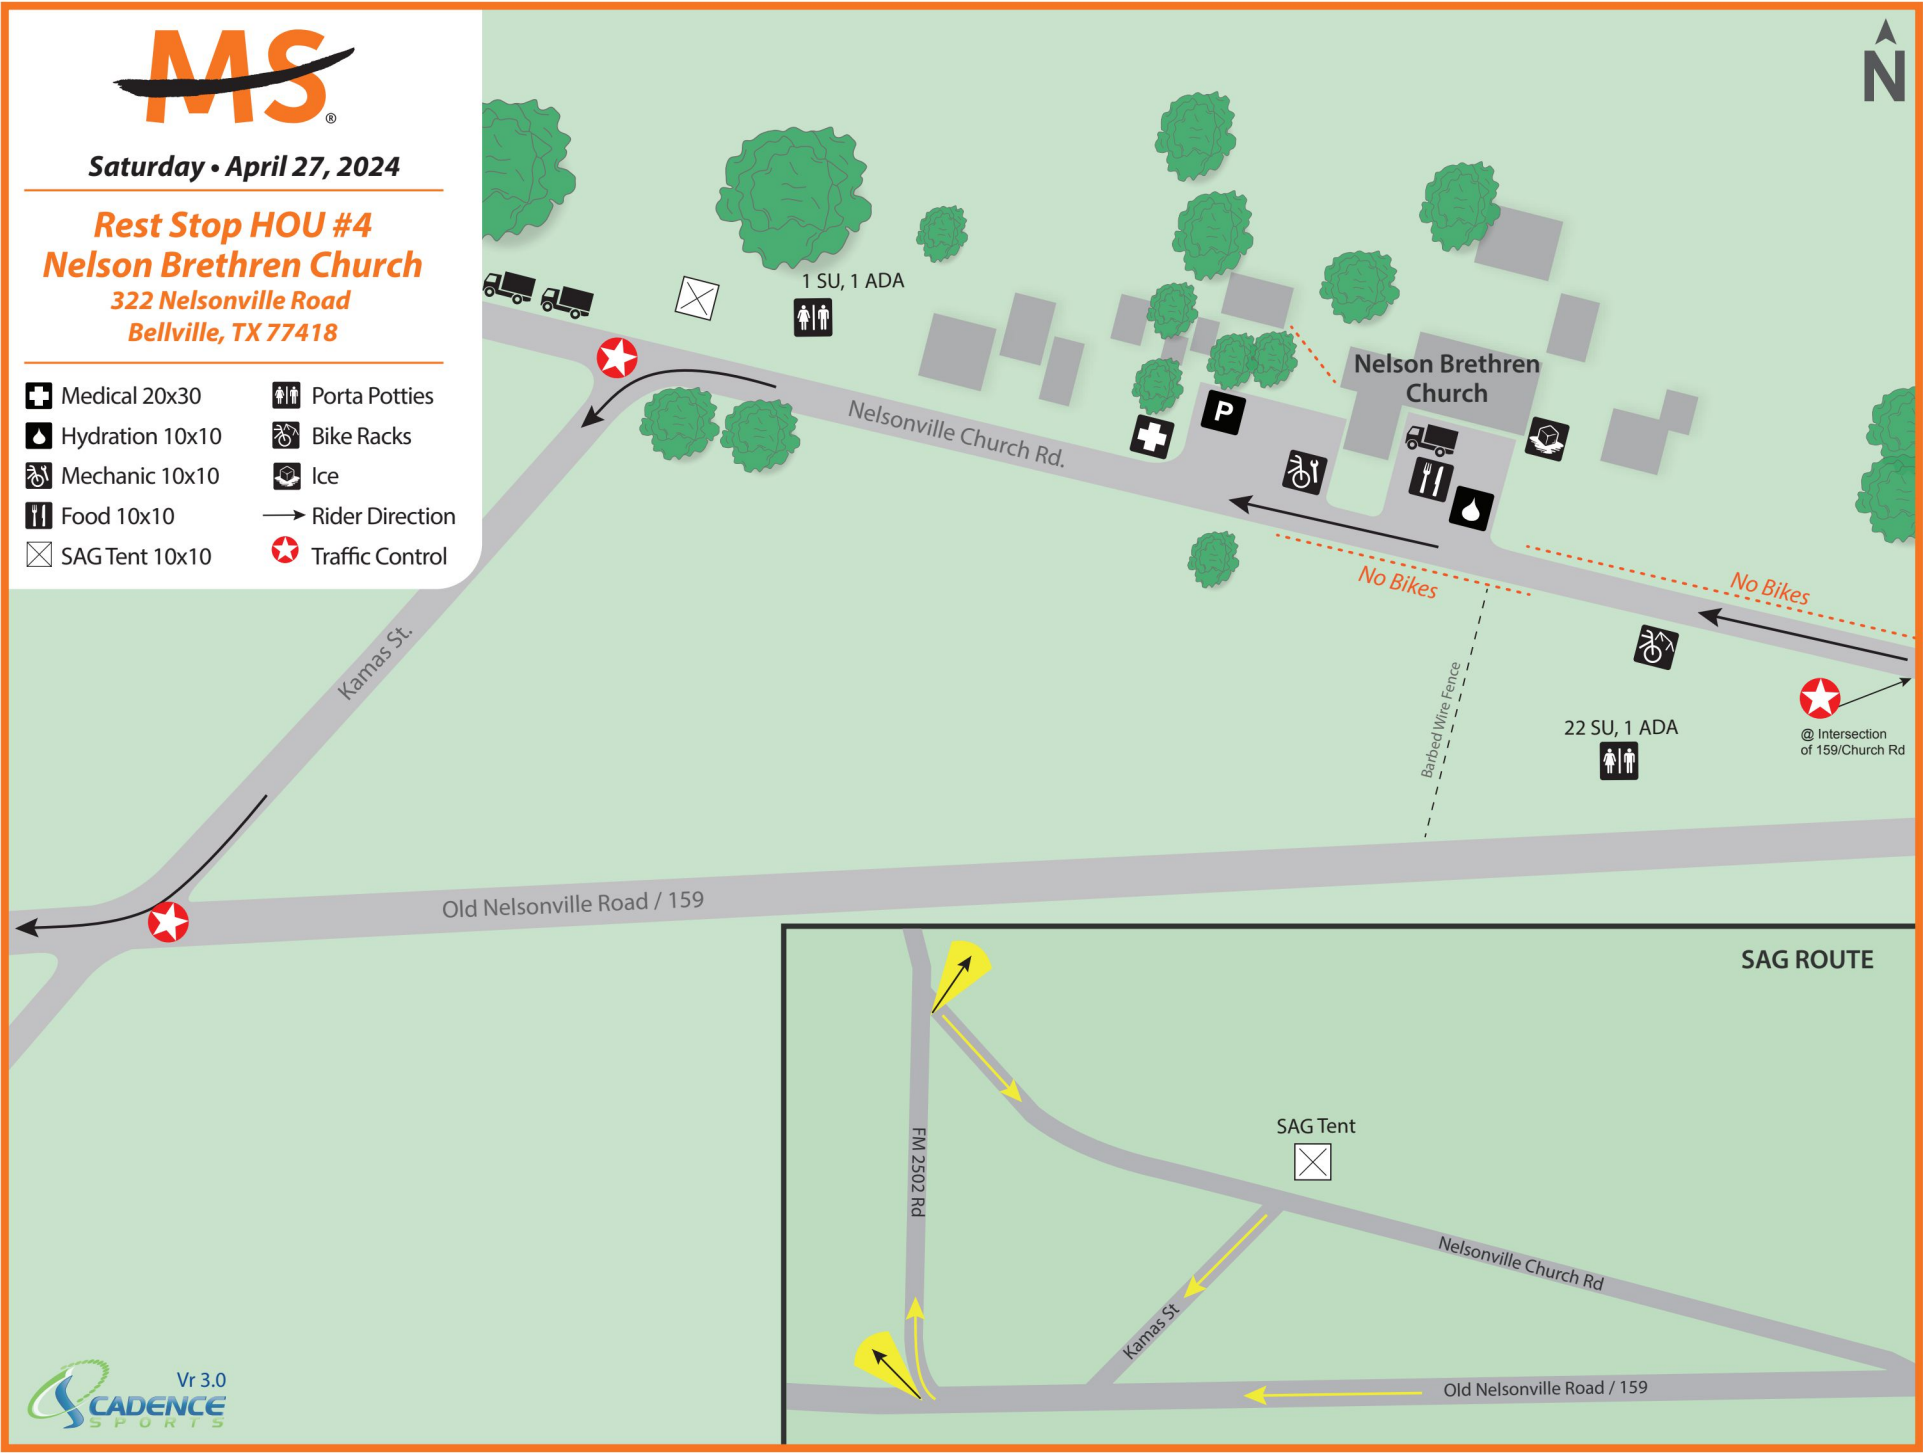 MS®
Saturday • April 27, 2024
Rest Stop HOU #4
Nelson Brethren Church
322 Nelsonville Road
Bellville, TX 77418
Medical 20x30
Hydration 10x10
Mechanic 10x10
Food 10x10
SAG Tent 10x10
Porta Potties
Bike Racks
Ice
Rider Direction
Traffic Control
N
1 SU, 1 ADA
Nelson Brethren
Church
P
Nelsonville Church Rd.
No Bikes
No Bikes
Kamas St.
Barbed Wire Fence
22 SU, 1 ADA
@ Intersection
of 159/Church Rd
Old Nelsonville Road / 159
SAG ROUTE
SAG Tent
FM 2502 Rd
Nelsonville Church Rd
Kamas St
Old Nelsonville Road / 159
Vr 3.0
CADENCE
SPORTS